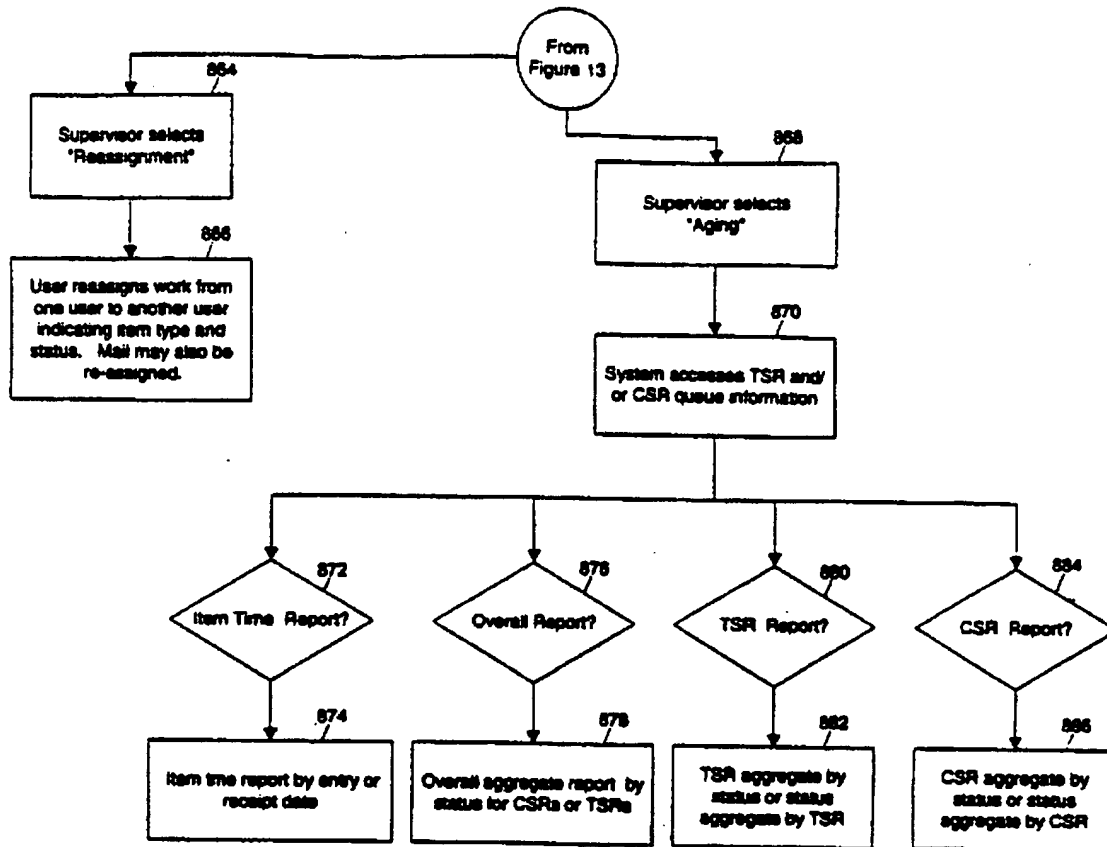 From
Figure 13
864
Supervisor selects
"Reassignment"
866
User reassigns work from
one user to another user
indicating item type and
status. Mail may also be
re-assigned.
868
Supervisor selects
"Aging"
870
System accesses TSR and/
or CSR queue information
872
Item Time Report?
876
Overall Report?
880
TSR Report?
884
CSR Report?
874
Item time report by entry or
receipt date
878
Overall aggregate report by
status for CSRs or TSRs
882
TSR aggregate by
status or status
aggregate by TSR
886
CSR aggregate by
status or status
aggregate by CSR